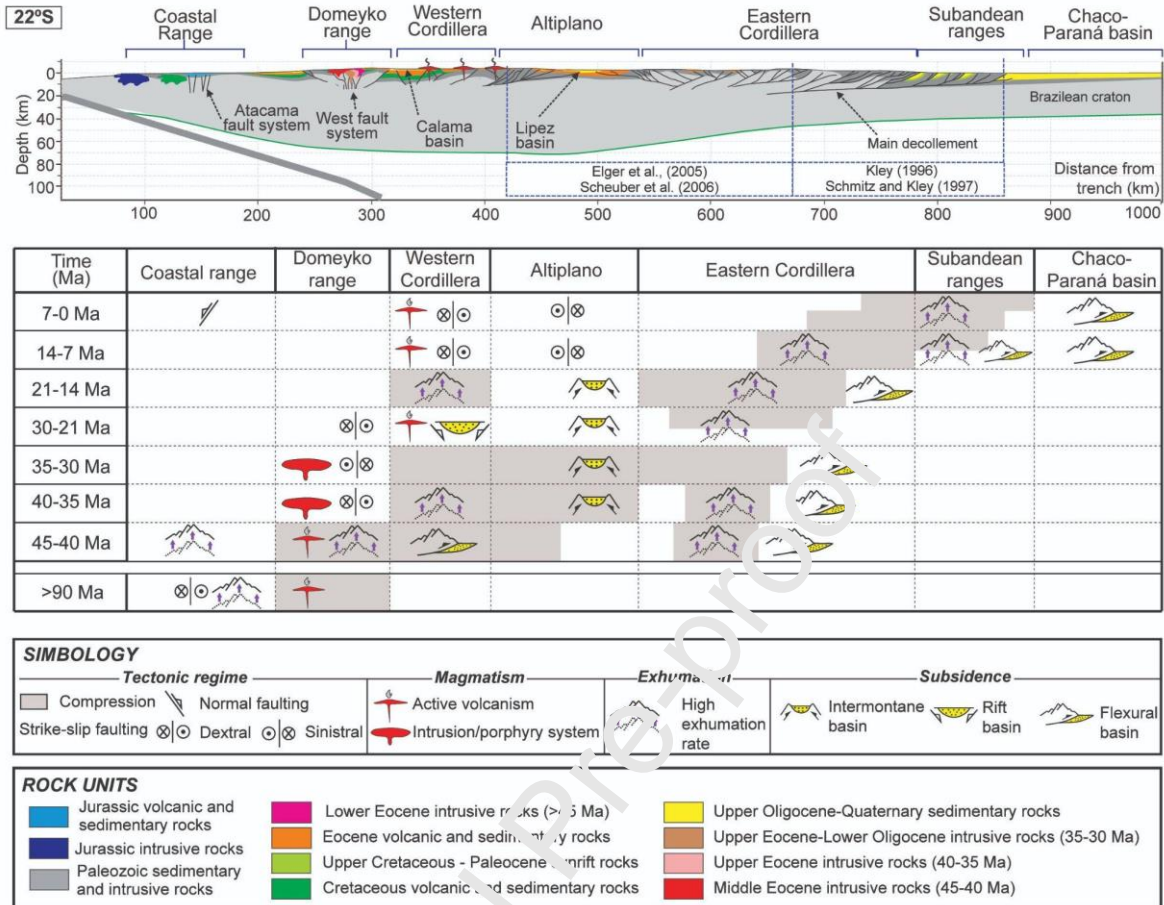 22ºS
Coastal Range
Domeyko range
Western Cordillera
Altiplano
Eastern Cordillera
Subandean ranges
Chaco-Paraná basin
Depth (km)
0
20
40
60
80
100
Atacama fault system
West fault system
Calama basin
Lipez basin
Main decollement
Brazilean craton
Elger et al., (2005)
Scheuber et al. (2006)
Kley (1996)
Schmitz and Kley (1997)
Distance from trench (km)
100 200 300 400 500 600 700 800 900 1000
Time (Ma)
Coastal range
Domeyko range
Western Cordillera
Altiplano
Eastern Cordillera
Subandean ranges
Chaco-Paraná basin
7-0 Ma
14-7 Ma
21-14 Ma
30-21 Ma
35-30 Ma
40-35 Ma
45-40 Ma
>90 Ma
SIMBOLOGY
Tectonic regime
Compression
Normal faulting
Strike-slip faulting
Dextral
Sinistral
Magmatism
Active volcanism
Intrusion/porphyry system
High exhumation rate
Subsidence
Intermontane basin
Rift basin
Flexural basin
ROCK UNITS
Jurassic volcanic and sedimentary rocks
Jurassic intrusive rocks
Paleozoic sedimentary and intrusive rocks
Lower Eocene intrusive rocks
Eocene volcanic and sedimentary rocks
Upper Cretaceous - Paleocene synrift rocks
Cretaceous volcanic and sedimentary rocks
Upper Oligocene-Quaternary sedimentary rocks
Upper Eocene-Lower Oligocene intrusive rocks (35-30 Ma)
Upper Eocene intrusive rocks (40-35 Ma)
Middle Eocene intrusive rocks (45-40 Ma)
Pre-proof